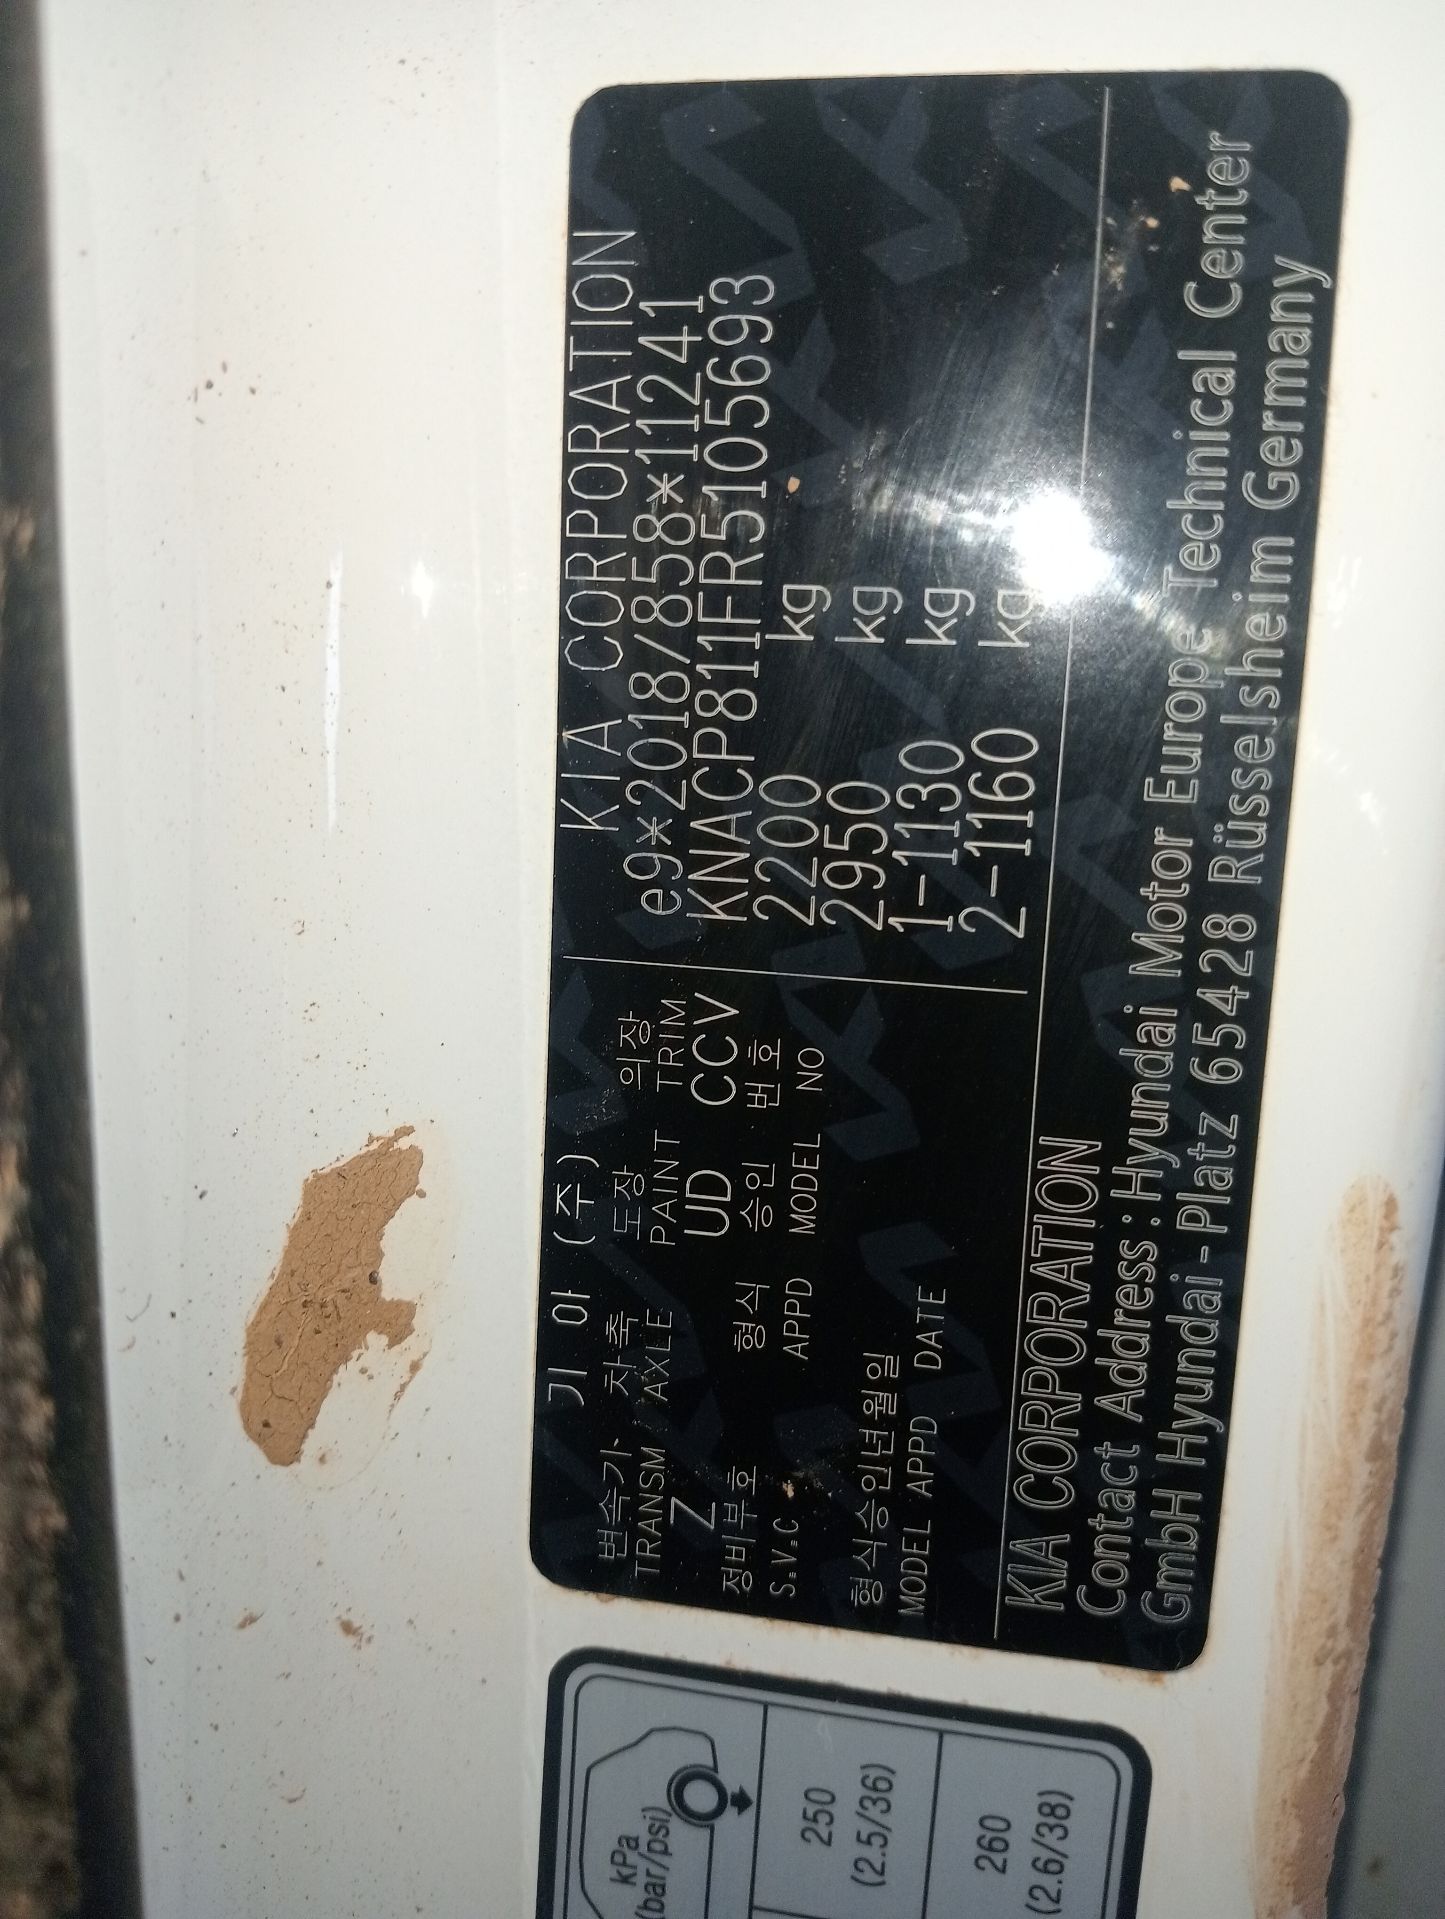 기 아 (주) KIA CORPORATION
변속기 차축 도장 의장
TRANSM / AXLE PAINT TRIM
Z UD CCV
정비부호 형식 승인 번호
S.V.C APPD MODEL NO
형식승인년월일
MODEL APPD DATE
e9*2018/858*11241
KNACP811FR5105693
2200 kg
2950 kg
1-1130 kg
2-1160 kg
KIA CORPORATION
Contact Address : Hyundai Motor Europe Technical Center
GmbH Hyundai-Platz 65428 Rüsselsheim Germany
kPa
(bar/psi)
250
(2.5/36)
260
(2.6/38)